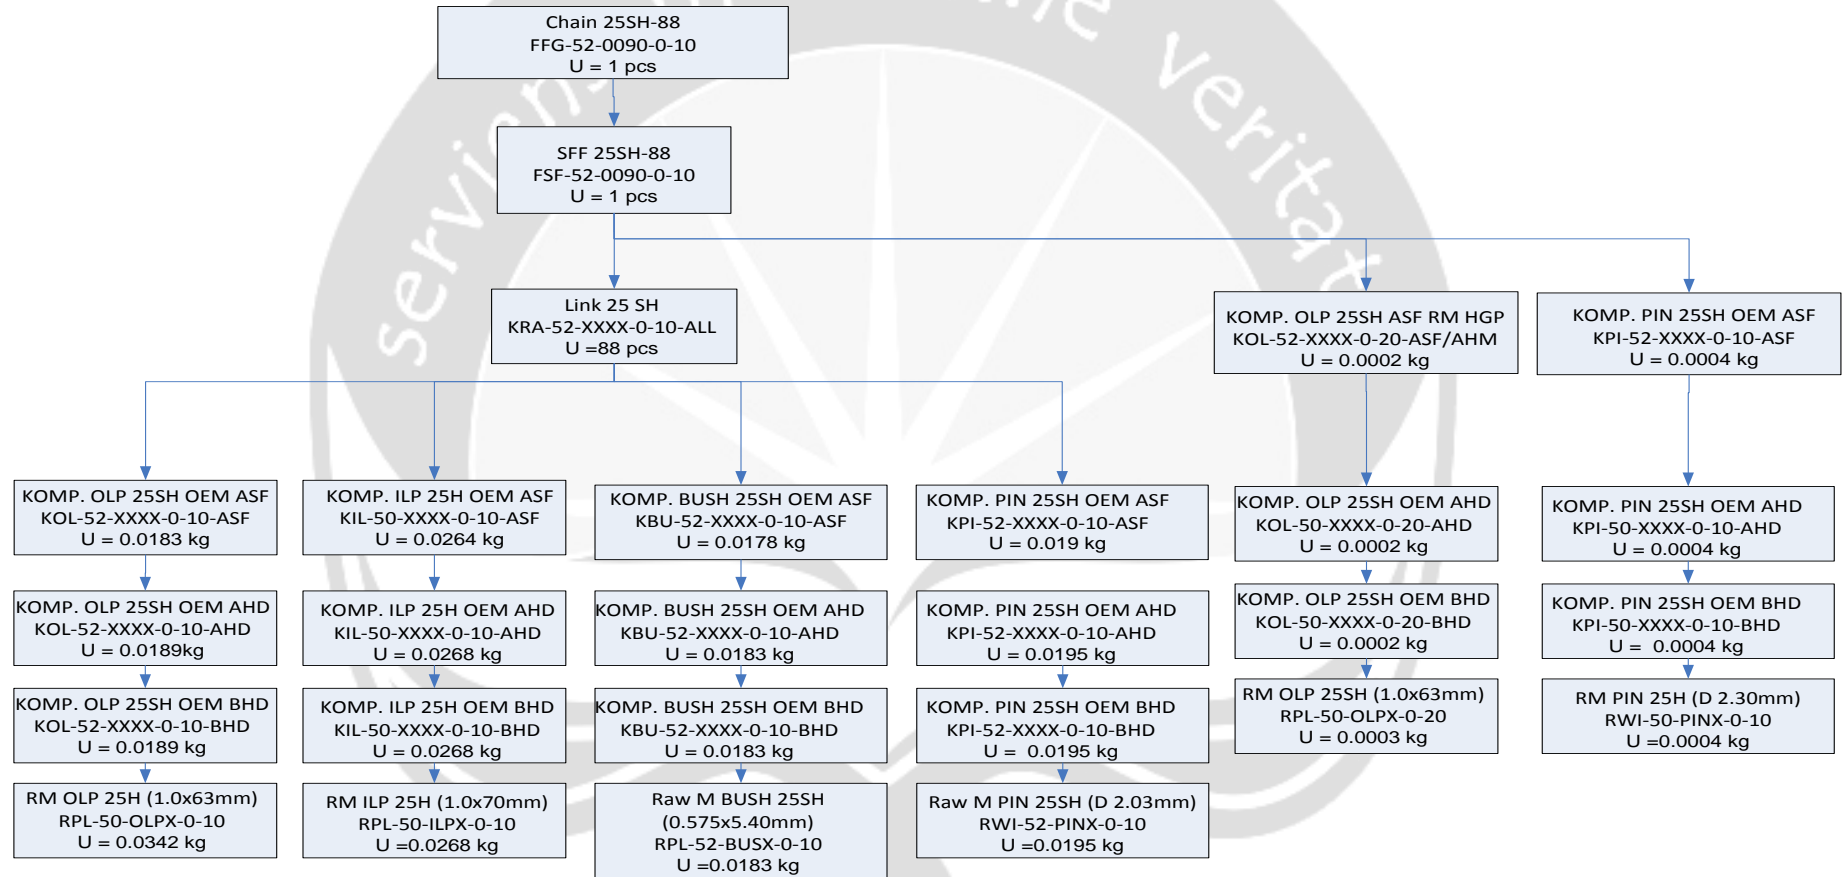 serviens in lumine veritatis
Chain 25SH-88
FFG-52-0090-0-10
U = 1 pcs
SFF 25SH-88
FSF-52-0090-0-10
U = 1 pcs
Link 25 SH
KRA-52-XXXX-0-10-ALL
U =88 pcs
KOMP. OLP 25SH ASF RM HGP
KOL-52-XXXX-0-20-ASF/AHM
U = 0.0002 kg
KOMP. PIN 25SH OEM ASF
KPI-52-XXXX-0-10-ASF
U = 0.0004 kg
KOMP. OLP 25SH OEM ASF
KOL-52-XXXX-0-10-ASF
U = 0.0183 kg
KOMP. ILP 25H OEM ASF
KIL-50-XXXX-0-10-ASF
U = 0.0264 kg
KOMP. BUSH 25SH OEM ASF
KBU-52-XXXX-0-10-ASF
U = 0.0178 kg
KOMP. PIN 25SH OEM ASF
KPI-52-XXXX-0-10-ASF
U = 0.019 kg
KOMP. OLP 25SH OEM AHD
KOL-50-XXXX-0-20-AHD
U = 0.0002 kg
KOMP. PIN 25SH OEM AHD
KPI-50-XXXX-0-10-AHD
U = 0.0004 kg
KOMP. OLP 25SH OEM AHD
KOL-52-XXXX-0-10-AHD
U = 0.0189kg
KOMP. ILP 25H OEM AHD
KIL-50-XXXX-0-10-AHD
U = 0.0268 kg
KOMP. BUSH 25SH OEM AHD
KBU-52-XXXX-0-10-AHD
U = 0.0183 kg
KOMP. PIN 25SH OEM AHD
KPI-52-XXXX-0-10-AHD
U = 0.0195 kg
KOMP. OLP 25SH OEM BHD
KOL-50-XXXX-0-20-BHD
U = 0.0002 kg
KOMP. PIN 25SH OEM BHD
KPI-50-XXXX-0-10-BHD
U = 0.0004 kg
KOMP. OLP 25SH OEM BHD
KOL-52-XXXX-0-10-BHD
U = 0.0189 kg
KOMP. ILP 25H OEM BHD
KIL-50-XXXX-0-10-BHD
U = 0.0268 kg
KOMP. BUSH 25SH OEM BHD
KBU-52-XXXX-0-10-BHD
U = 0.0183 kg
KOMP. PIN 25SH OEM BHD
KPI-52-XXXX-0-10-BHD
U = 0.0195 kg
RM OLP 25SH (1.0x63mm)
RPL-50-OLPX-0-20
U = 0.0003 kg
RM PIN 25H (D 2.30mm)
RWI-50-PINX-0-10
U =0.0004 kg
RM OLP 25H (1.0x63mm)
RPL-50-OLPX-0-10
U = 0.0342 kg
RM ILP 25H (1.0x70mm)
RPL-50-ILPX-0-10
U =0.0268 kg
Raw M BUSH 25SH
(0.575x5.40mm)
RPL-52-BUSX-0-10
U =0.0183 kg
Raw M PIN 25SH (D 2.03mm)
RWI-52-PINX-0-10
U =0.0195 kg